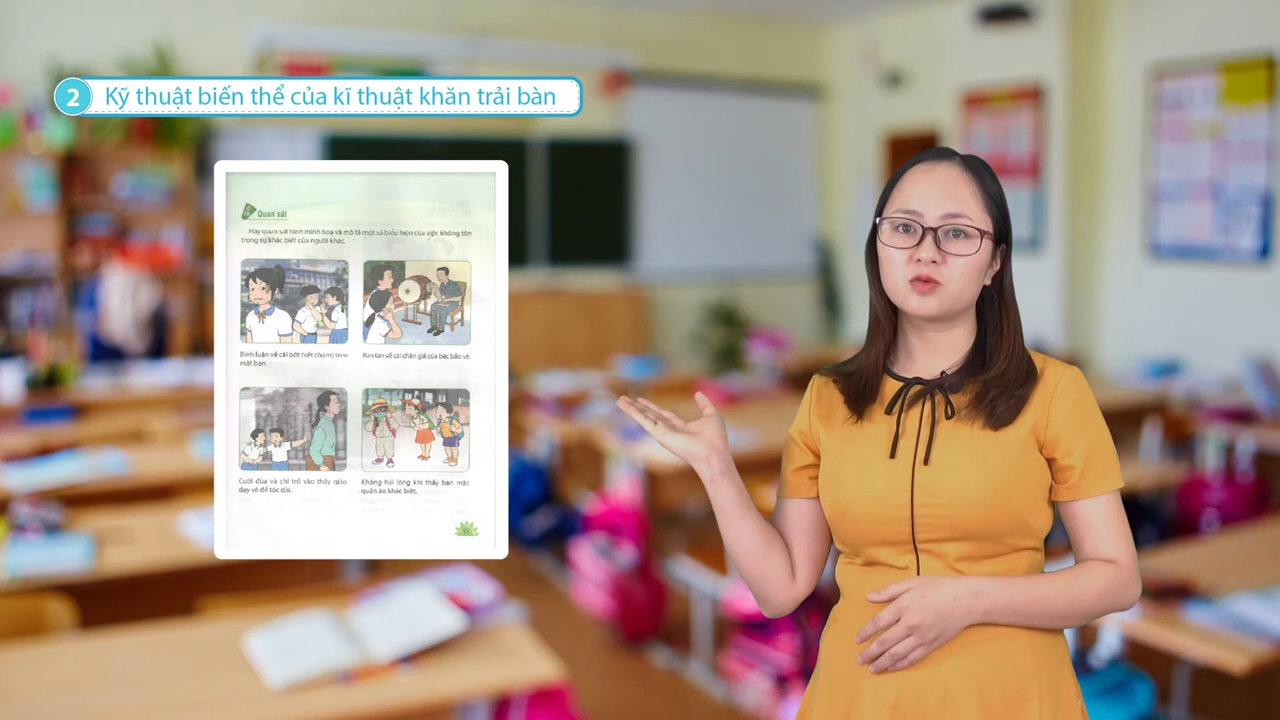 2 Kỹ thuật biến thể của kĩ thuật khăn trải bàn
Quan sát
Hãy quan sát hình minh hoạ và mô tả một số biểu hiện của việc không tôn
trọng sự khác biệt của người khác.
Bình luận về cái bớt (vết chàm) trên
mặt bạn.
Bàn tán về cái chân giả của bác bảo vệ.
Cười đùa và chỉ trỏ vào thầy giáo
dạy vẽ để tóc dài.
Không hài lòng khi thấy bạn mặc
quần áo khác biệt.